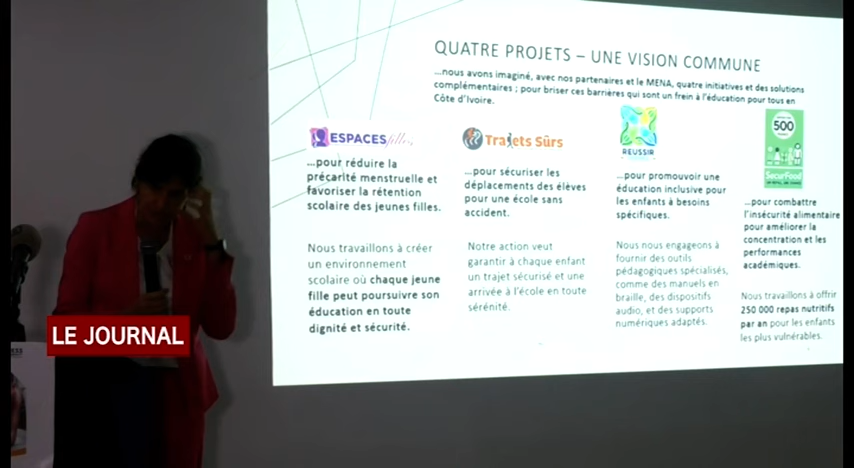 QUATRE PROJETS – UNE VISION COMMUNE
...nous avons imaginé, avec nos partenaires et le MENA, quatre initiatives et des solutions
complémentaires ; pour briser ces barrières qui sont un frein à l'éducation pour tous en
Côte d'Ivoire.
ESPACES filles
...pour réduire la
précarité menstruelle et
favoriser la rétention
scolaire des jeunes filles.
Nous travaillons à créer
un environnement
scolaire où chaque jeune
fille peut poursuivre son
éducation en toute
dignité et sécurité.
Trajets Sûrs
...pour sécuriser les
déplacements des élèves
pour une école sans
accident.
Notre action veut
garantir à chaque enfant
un trajet sécurisé et une
arrivée à l'école en toute
sérénité.
REUSSIR
...pour promouvoir une
éducation inclusive pour
les enfants à besoins
spécifiques.
Nous nous engageons à
fournir des outils
pédagogiques spécialisés,
comme des manuels en
braille, des dispositifs
audio, et des supports
numériques adaptés.
500
SecurFood
...pour combattre
l'insécurité alimentaire
pour améliorer la
concentration et les
performances
académiques.
Nous travaillons à offrir
250 000 repas nutritifs
par an pour les enfants
les plus vulnérables.
LE JOURNAL